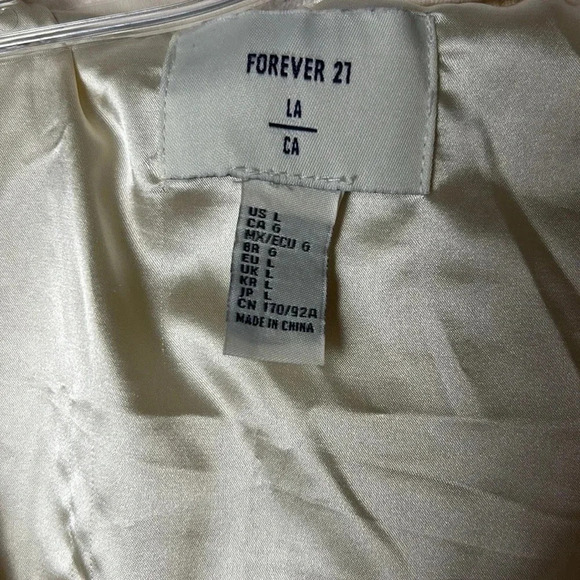 FOREVER 21
LA
CA
US L
CA G
MX/ECU G
BR G
EU L
UK L
KR L
JP L
CN 170/92A
MADE IN CHINA